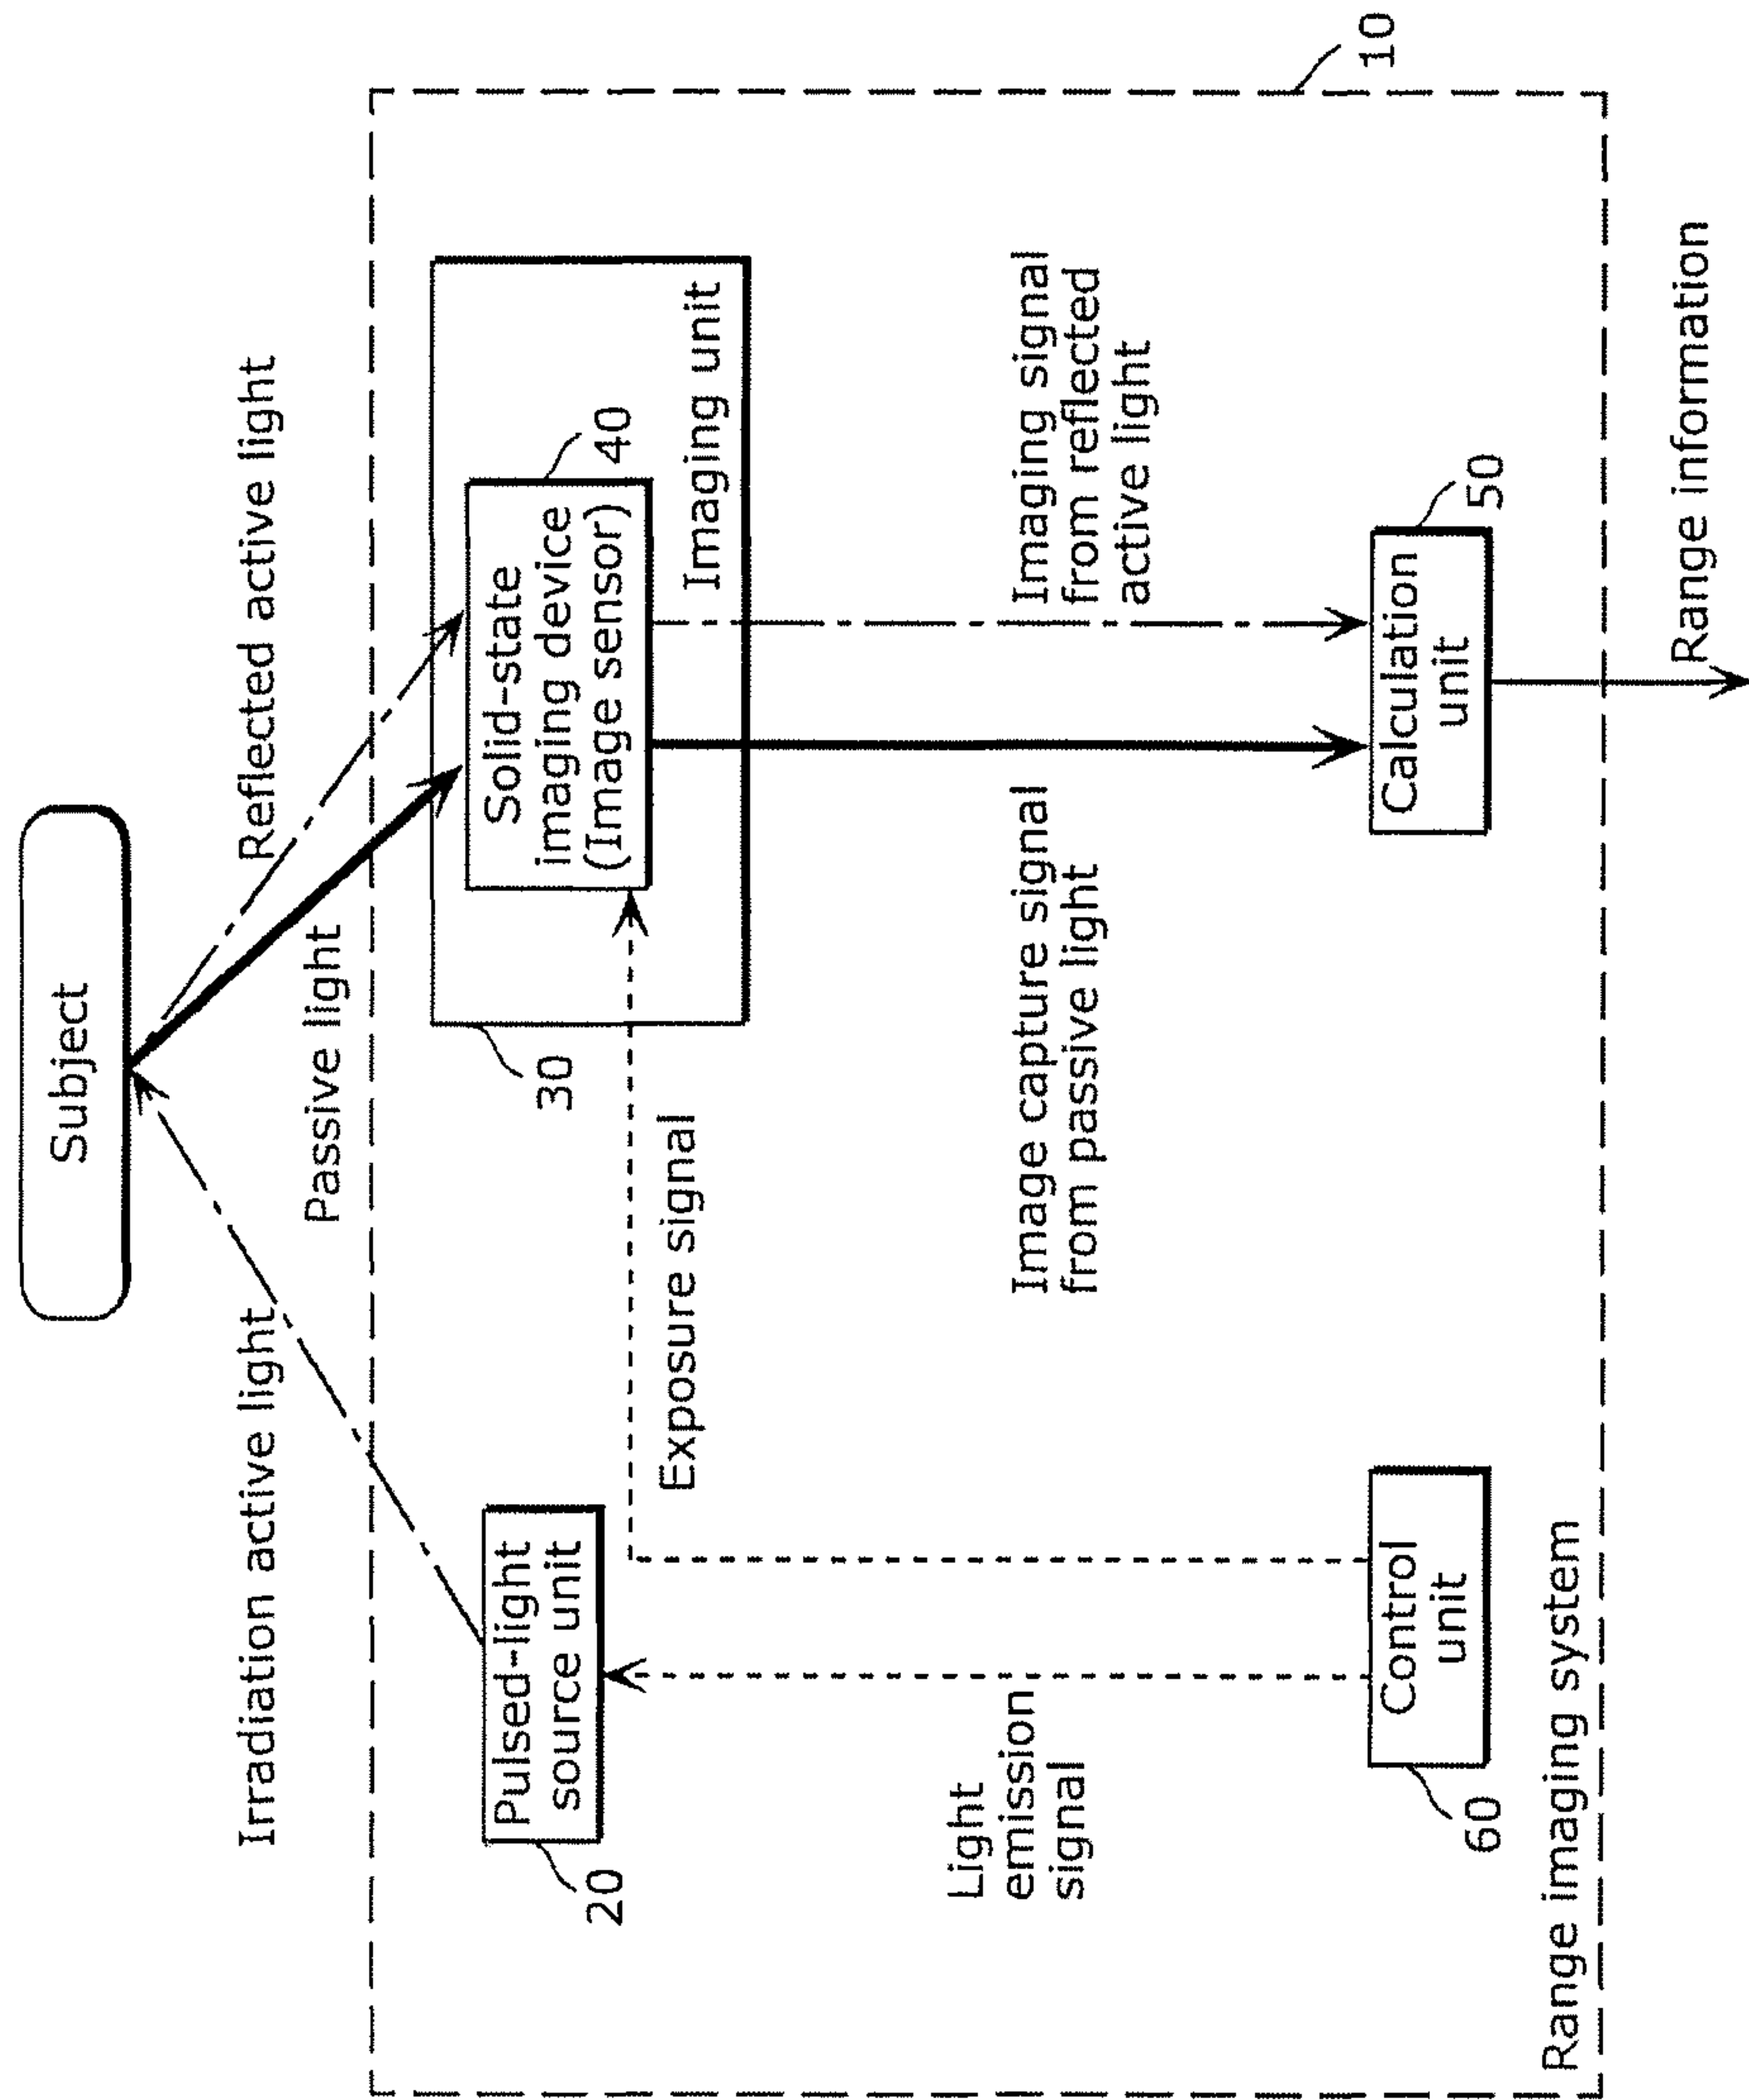 Subject
Irradiation active light
Passive light
Reflected active light
Pulsed-light
source unit
20
Exposure signal
30
Solid-state
imaging device
(Image sensor)
40
Imaging unit
Light
emission
signal
Image capture signal
from passive light
Imaging signal
from reflected
active light
Control
unit
60
Calculation
unit
50
Range imaging system
10
Range information